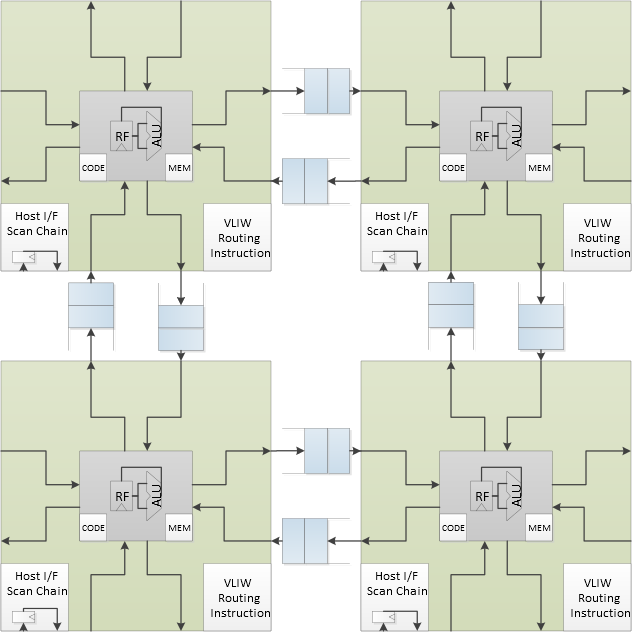 RF
ALU
CODE
MEM
Host I/F
Scan Chain
VLIW
Routing
Instruction
RF
ALU
CODE
MEM
Host I/F
Scan Chain
VLIW
Routing
Instruction
RF
ALU
CODE
MEM
Host I/F
Scan Chain
VLIW
Routing
Instruction
RF
ALU
CODE
MEM
Host I/F
Scan Chain
VLIW
Routing
Instruction